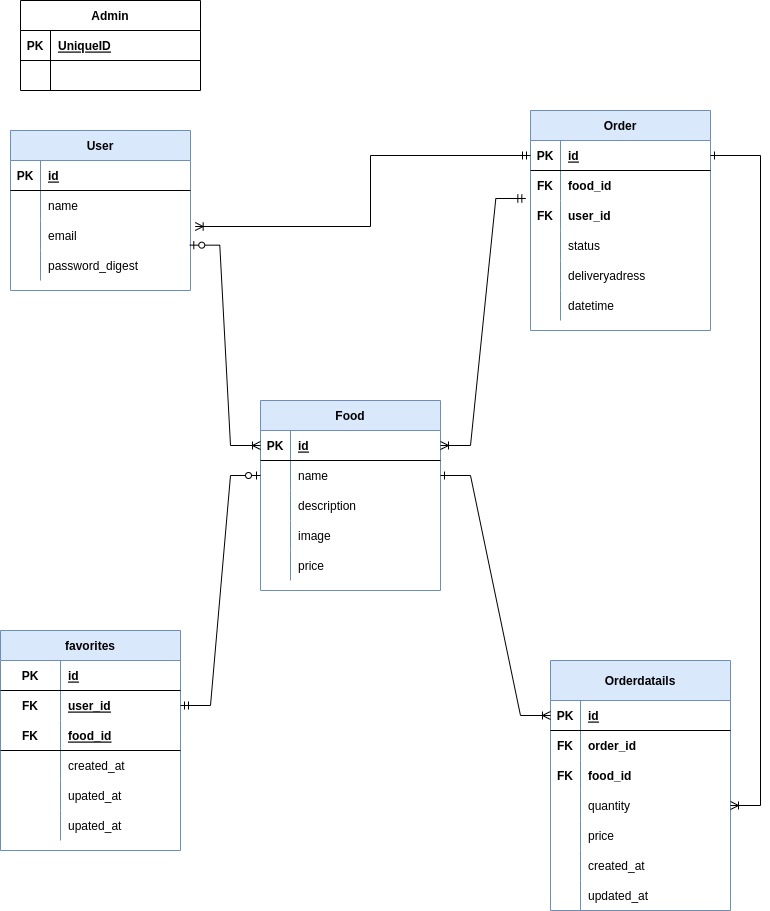 Admin
PK UniqueID
User
PK id
name
email
password_digest
Order
PK id
FK food_id
FK user_id
status
deliveryadress
datetime
Food
PK id
name
description
image
price
favorites
PK id
FK user_id
FK food_id
created_at
upated_at
upated_at
Orderdatails
PK id
FK order_id
FK food_id
quantity
price
created_at
updated_at